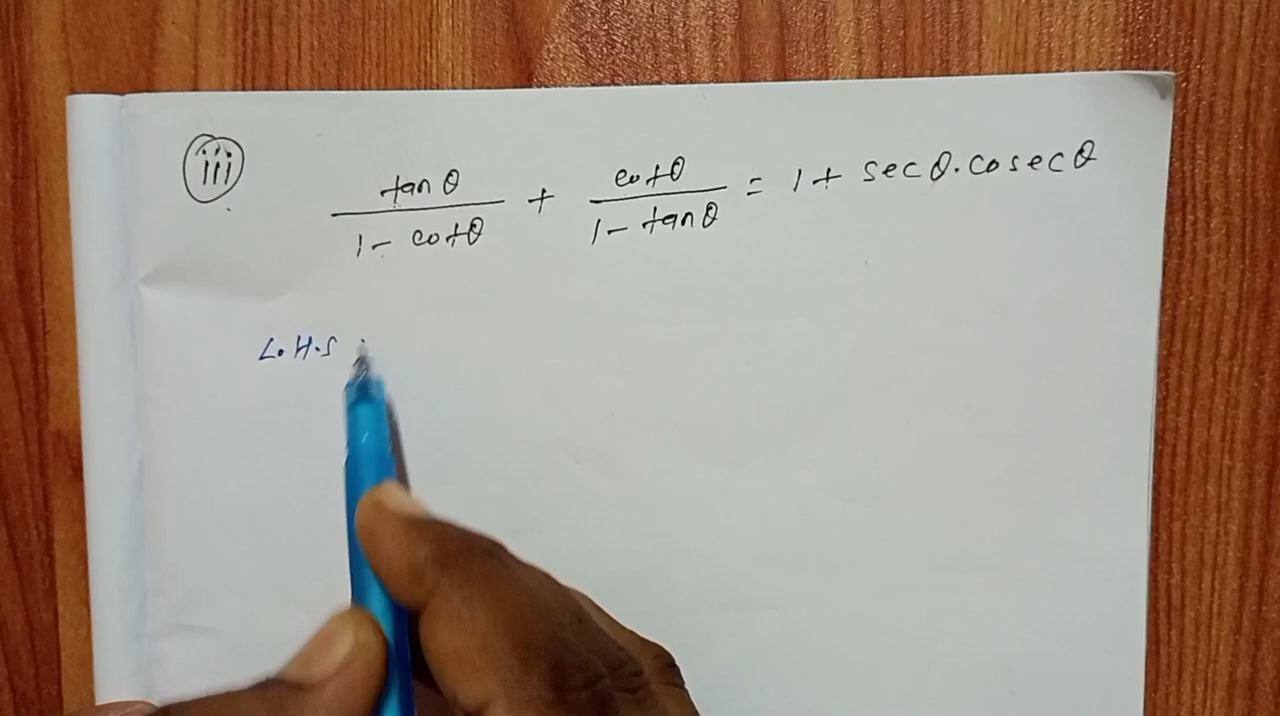 iii
tanθ / 1 - cotθ + cotθ / 1 - tanθ = 1 + secθ.cosecθ
L.H.S